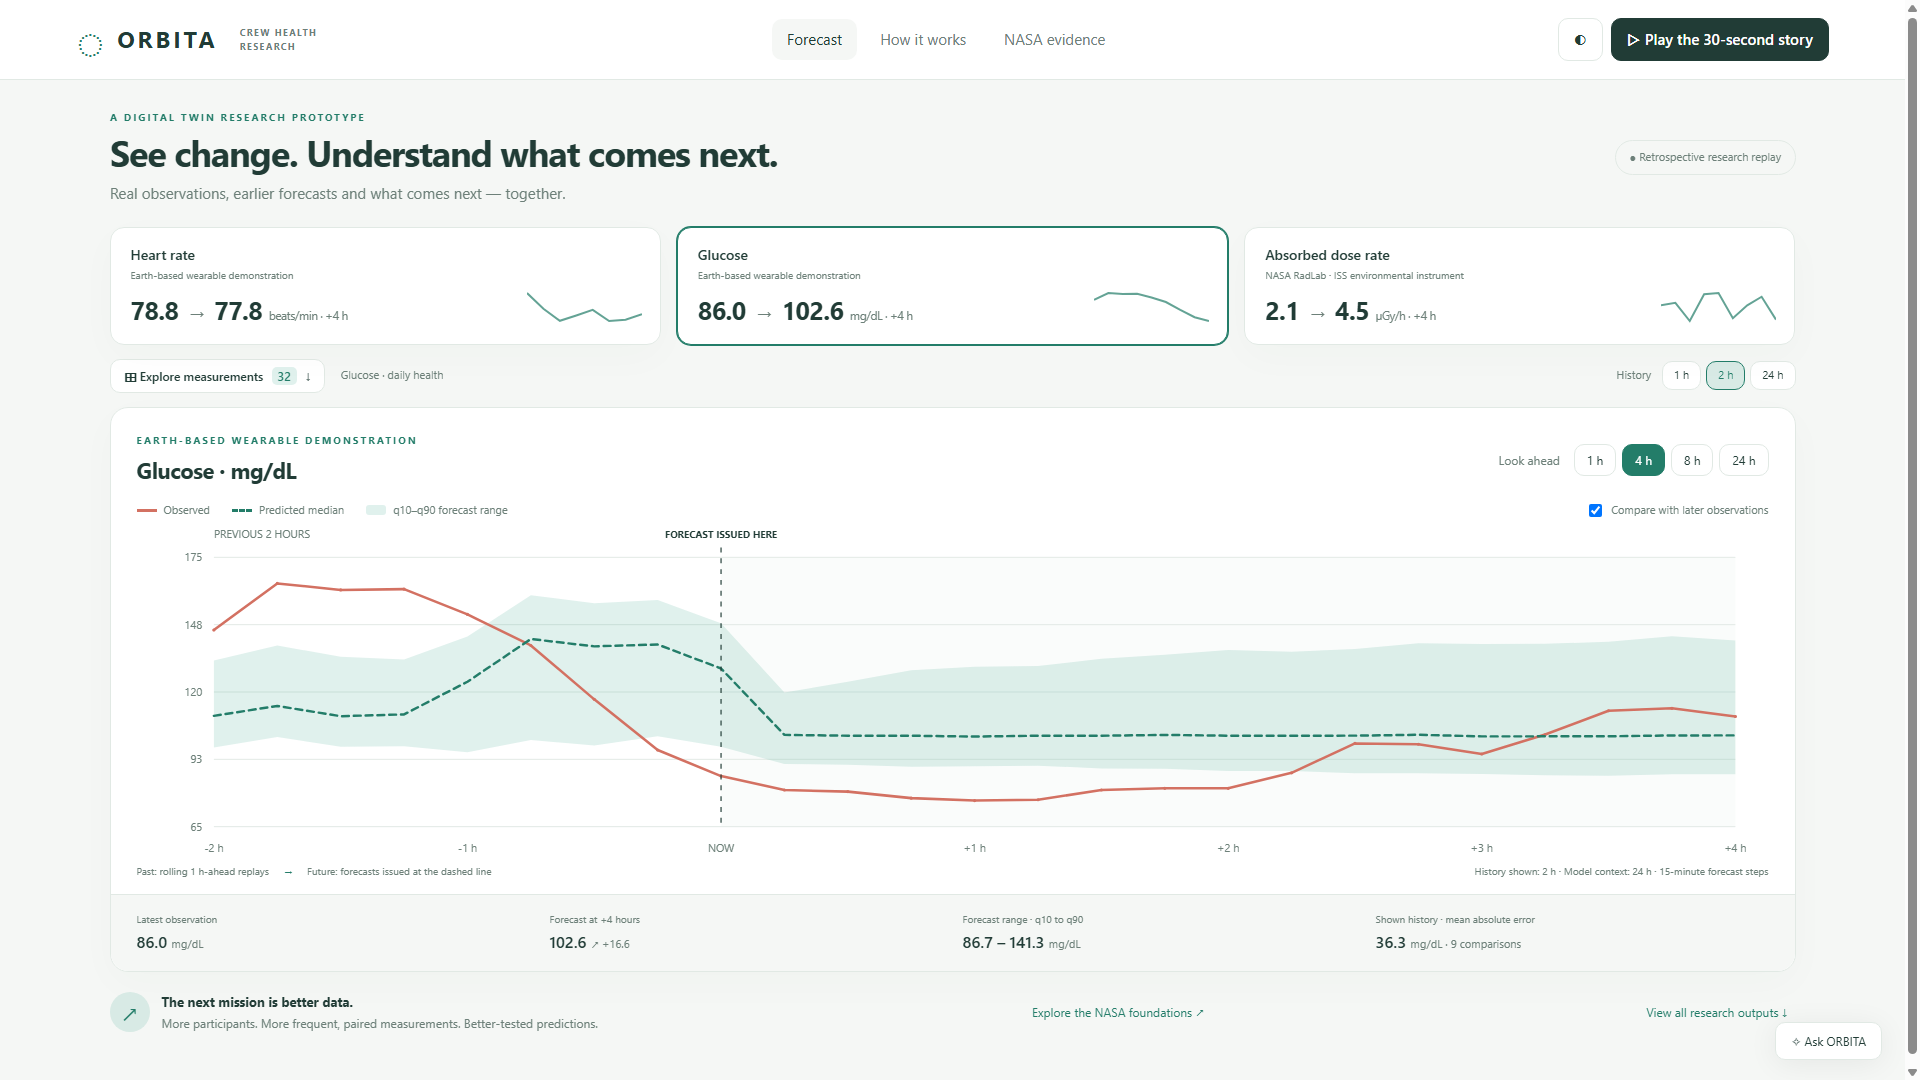 ORBITA
CREW HEALTH
RESEARCH
Forecast
How it works
NASA evidence
Play the 30-second story
A DIGITAL TWIN RESEARCH PROTOTYPE
See change. Understand what comes next.
Real observations, earlier forecasts and what comes next — together.
● Retrospective research replay
Heart rate
Earth-based wearable demonstration
78.8 → 77.8 beats/min · +4 h
Glucose
Earth-based wearable demonstration
86.0 → 102.6 mg/dL · +4 h
Absorbed dose rate
NASA RadLab · ISS environmental instrument
2.1 → 4.5 µGy/h · +4 h
Explore measurements 32 ↓
Glucose · daily health
History 1 h 2 h 24 h
EARTH-BASED WEARABLE DEMONSTRATION
Glucose · mg/dL
Look ahead 1 h 4 h 8 h 24 h
Observed
Predicted median
q10–q90 forecast range
Compare with later observations
PREVIOUS 2 HOURS
FORECAST ISSUED HERE
175
148
120
93
65
-2 h
-1 h
NOW
+1 h
+2 h
+3 h
+4 h
Past: rolling 1 h-ahead replays → Future: forecasts issued at the dashed line
History shown: 2 h · Model context: 24 h · 15-minute forecast steps
Latest observation
86.0 mg/dL
Forecast at +4 hours
102.6 ↗ +16.6
Forecast range · q10 to q90
86.7 – 141.3 mg/dL
Shown history · mean absolute error
36.3 mg/dL · 9 comparisons
↗
The next mission is better data.
More participants. More frequent, paired measurements. Better-tested predictions.
Explore the NASA foundations ↗
View all research outputs ↓
✧ Ask ORBITA